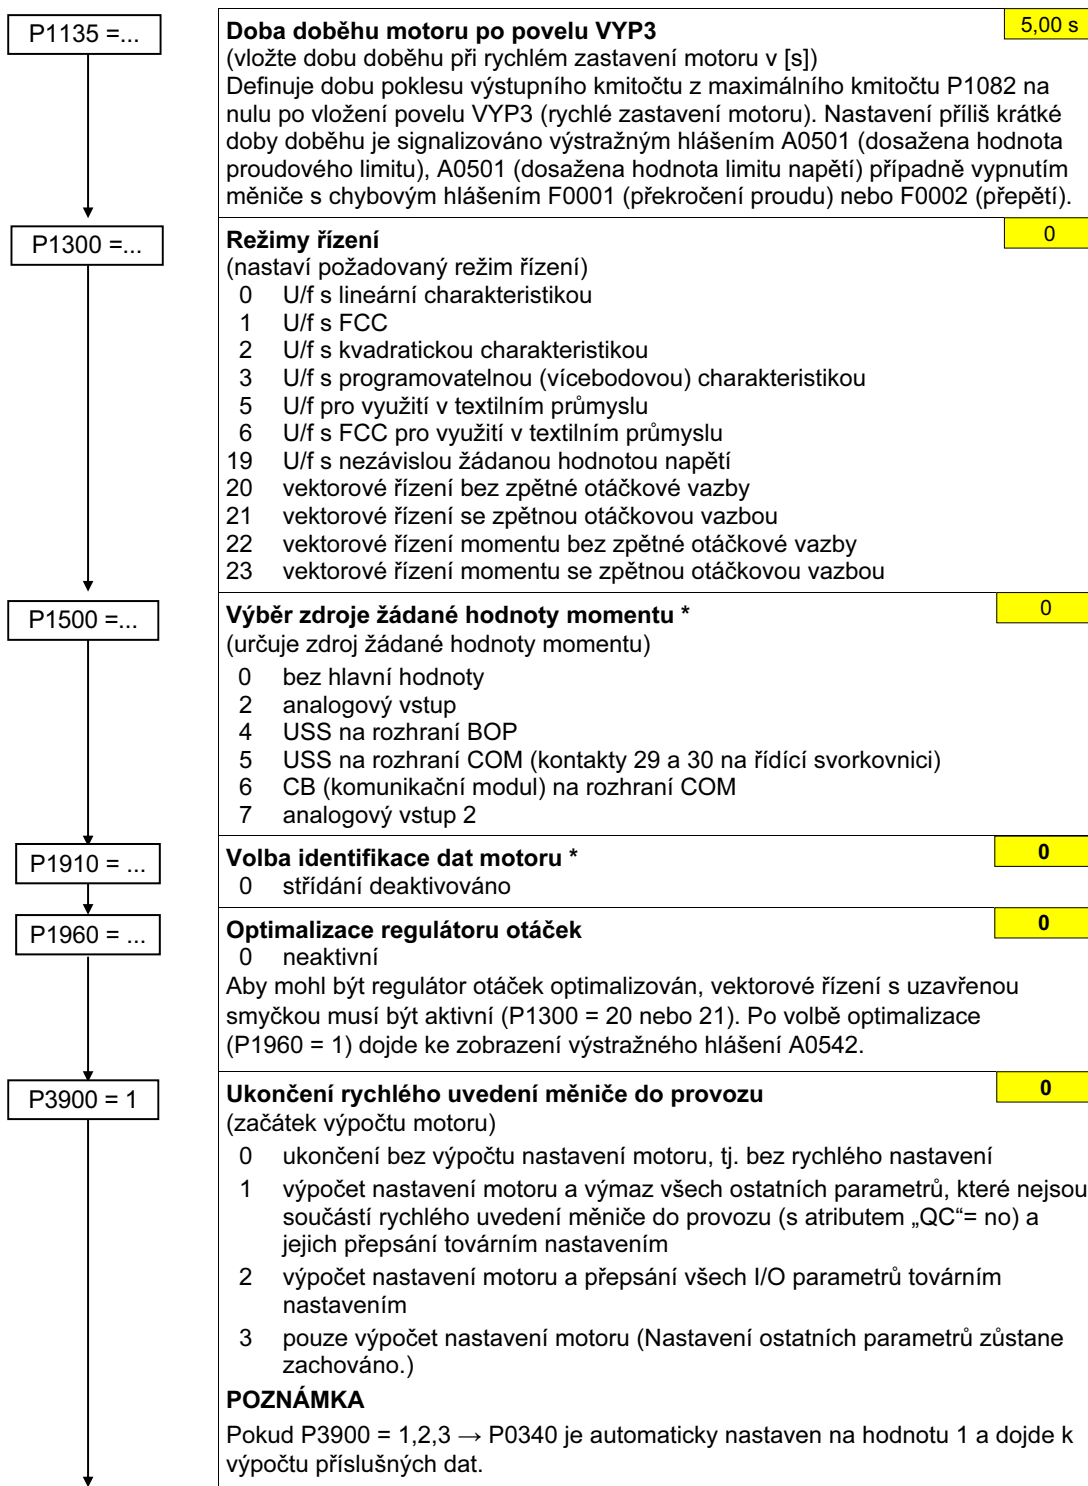 P1135 =...
Doba doběhu motoru po povelu VYP3
5,00 s
(vložte dobu doběhu při rychlém zastavení motoru v [s])
Definuje dobu poklesu výstupního kmitočtu z maximálního kmitočtu P1082 na
nulu po vložení povelu VYP3 (rychlé zastavení motoru). Nastavení příliš krátké
doby doběhu je signalizováno výstražným hlášením A0501 (dosažena hodnota
proudového limitu), A0501 (dosažena hodnota limitu napětí) případně vypnutím
měniče s chybovým hlášením F0001 (překročení proudu) nebo F0002 (přepětí).
P1300 =...
Režimy řízení
0
(nastaví požadovaný režim řízení)
0 U/f s lineární charakteristikou
1 U/f s FCC
2 U/f s kvadratickou charakteristikou
3 U/f s programovatelnou (vícebodovou) charakteristikou
5 U/f pro využití v textilním průmyslu
6 U/f s FCC pro využití v textilním průmyslu
19 U/f s nezávislou žádanou hodnotou napětí
20 vektorové řízení bez zpětné otáčkové vazby
21 vektorové řízení se zpětnou otáčkovou vazbou
22 vektorové řízení momentu bez zpětné otáčkové vazby
23 vektorové řízení momentu se zpětnou otáčkovou vazbou
P1500 =...
Výběr zdroje žádané hodnoty momentu *
0
(určuje zdroj žádané hodnoty momentu)
0 bez hlavní hodnoty
2 analogový vstup
4 USS na rozhraní BOP
5 USS na rozhraní COM (kontakty 29 a 30 na řídící svorkovnici)
6 CB (komunikační modul) na rozhraní COM
7 analogový vstup 2
P1910 = ...
Volba identifikace dat motoru *
0
0 střídání deaktivováno
P1960 = ...
Optimalizace regulátoru otáček
0
0 neaktivní
Aby mohl být regulátor otáček optimalizován, vektorové řízení s uzavřenou
smyčkou musí být aktivní (P1300 = 20 nebo 21). Po volbě optimalizace
(P1960 = 1) dojde ke zobrazení výstražného hlášení A0542.
P3900 = 1
Ukončení rychlého uvedení měniče do provozu
0
(začátek výpočtu motoru)
0 ukončení bez výpočtu nastavení motoru, tj. bez rychlého nastavení
1 výpočet nastavení motoru a výmaz všech ostatních parametrů, které nejsou
součástí rychlého uvedení měniče do provozu (s atributem „QC“= no) a
jejich přepsání továrním nastavením
2 výpočet nastavení motoru a přepsání všech I/O parametrů továrním
nastavením
3 pouze výpočet nastavení motoru (Nastavení ostatních parametrů zůstane
zachováno.)
POZNÁMKA
Pokud P3900 = 1,2,3 → P0340 je automaticky nastaven na hodnotu 1 a dojde k
výpočtu příslušných dat.